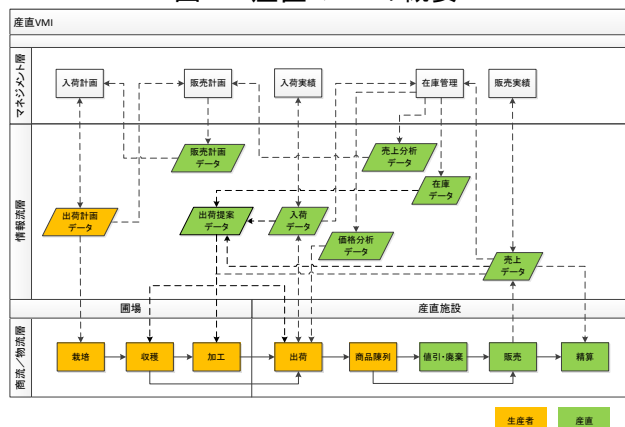 産直VMI
マネジメント層
入荷計画
販売計画
入荷実績
在庫管理
販売実績
情報流層
販売計画
データ
売上分析
データ
在庫
データ
出荷計画
データ
出荷提案
データ
入荷
データ
価格分析
データ
売上
データ
圃場
産直施設
商流/物流層
栽培
収穫
加工
出荷
商品陳列
値引・廃棄
販売
精算
生産者
産直